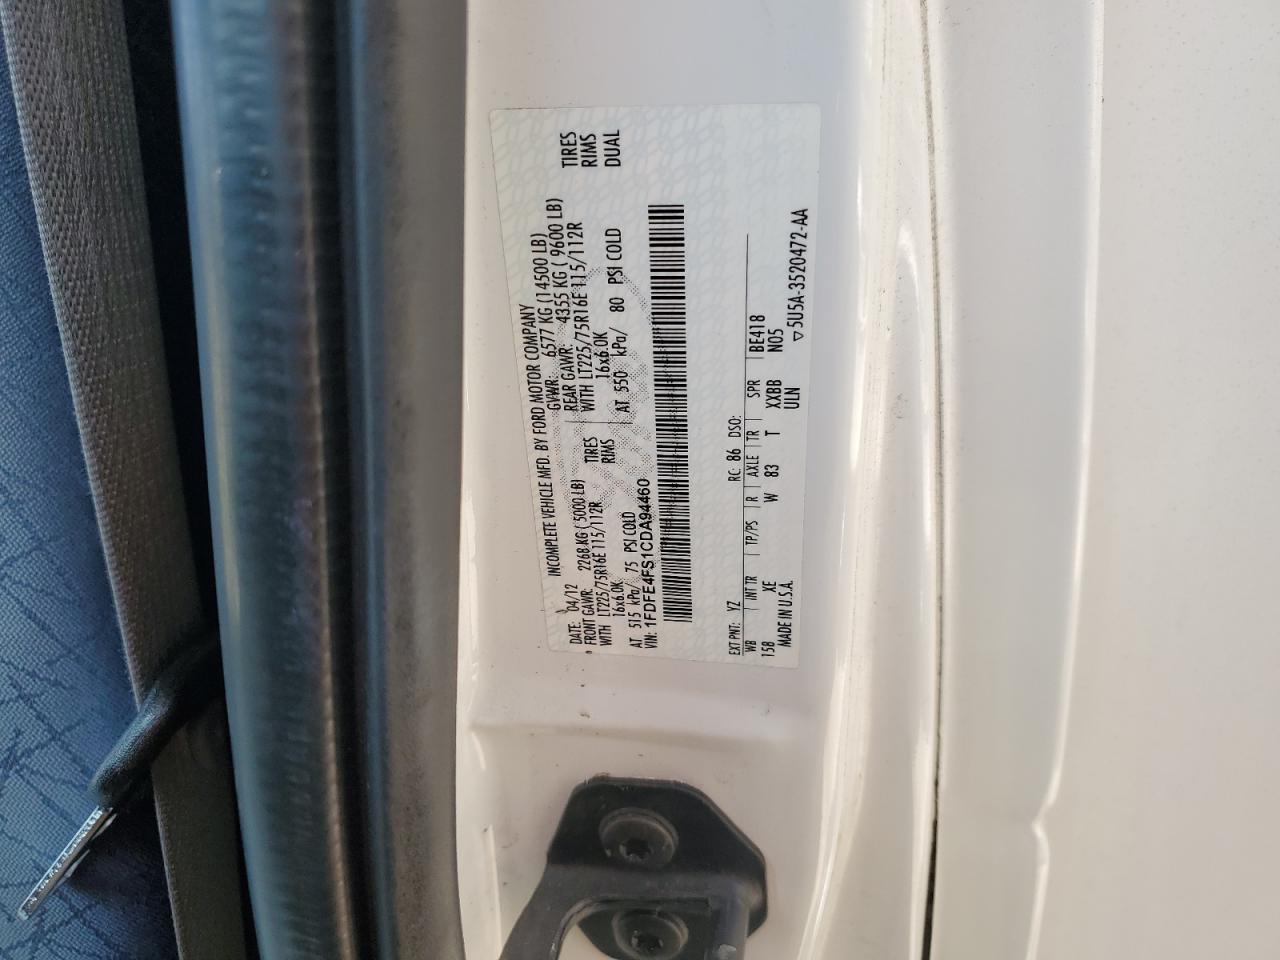 INCOMPLETE VEHICLE MFD. BY FORD MOTOR COMPANY
DATE: 04/12 GVWR: 6577 KG (14500 LB)
FRONT GAWR: 2268 KG ( 5000 LB) REAR GAWR: 4355 KG ( 9600 LB)
WITH LT225/75R16E 115/112R TIRES WITH LT225/75R16E 115/112R TIRES
16x6.0K RIMS 16x6.0K RIMS
AT 515 kPa/ 75 PSI COLD AT 550 kPa/ 80 PSI COLD DUAL
VIN: 1FDFE4FS1CDA94460
EXT PNT: YZ RC: 86 DSO:
WB INT TR TP/PS R AXLE TR SPR BE418
158 XE W 83 T XXBB N05
MADE IN U.S.A. ULN
▽5U5A-3520472-AA